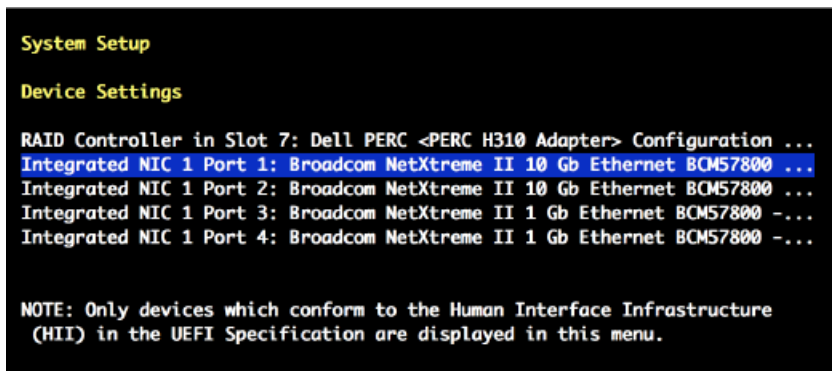 System Setup
Device Settings
RAID Controller in Slot 7: Dell PERC <PERC H310 Adapter> Configuration ...
Integrated NIC 1 Port 1: Broadcom NetXtreme II 10 Gb Ethernet BCM57800 ...
Integrated NIC 1 Port 2: Broadcom NetXtreme II 10 Gb Ethernet BCM57800 ...
Integrated NIC 1 Port 3: Broadcom NetXtreme II 1 Gb Ethernet BCM57800 -...
Integrated NIC 1 Port 4: Broadcom NetXtreme II 1 Gb Ethernet BCM57800 -...
NOTE: Only devices which conform to the Human Interface Infrastructure
(HII) in the UEFI Specification are displayed in this menu.